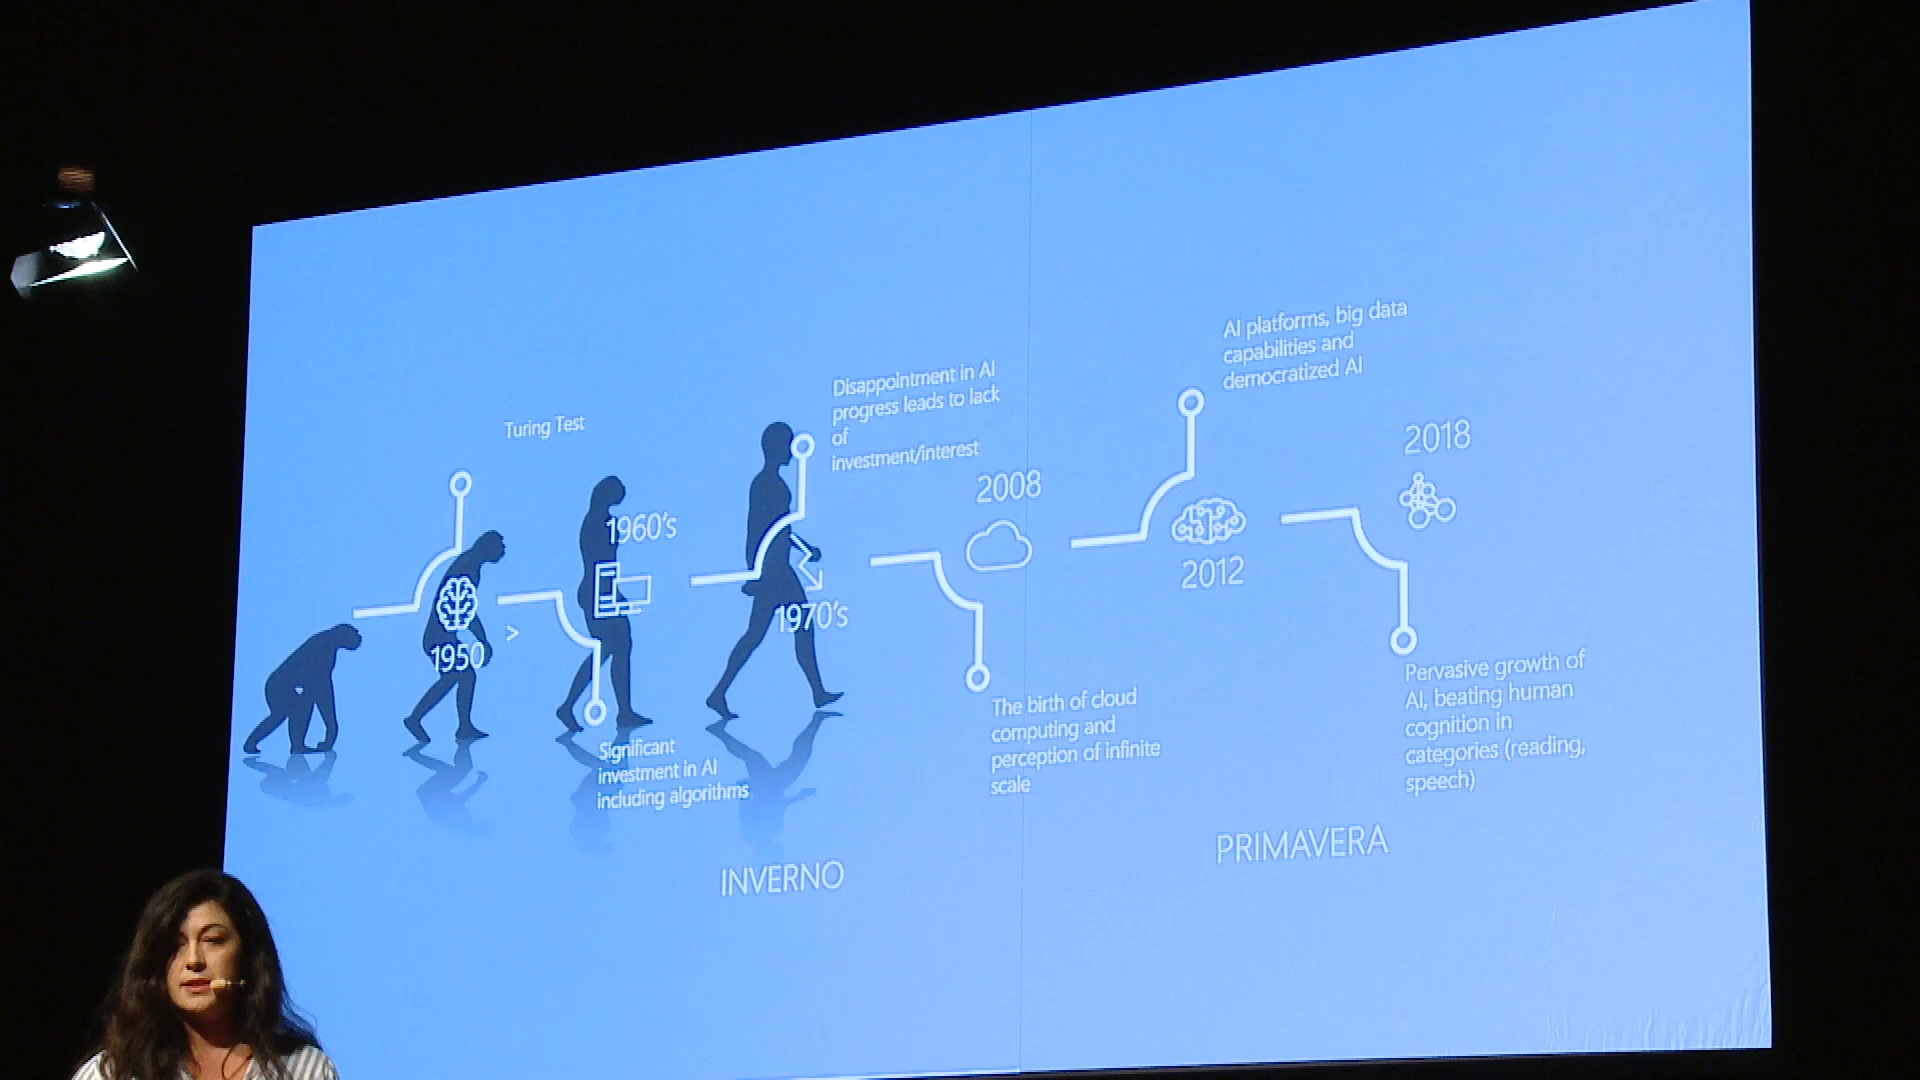 Turing Test
1950
>
1960's
Significant
investment in AI
including algorithms
Disappointment in AI
progress leads to lack
of
investment/interest
1970's
2008
The birth of cloud
computing and
perception of infinite
scale
AI platforms, big data
capabilities and
democratized AI
2012
2018
Pervasive growth of
AI, beating human
cognition in
categories (reading,
speech)
INVERNO
PRIMAVERA